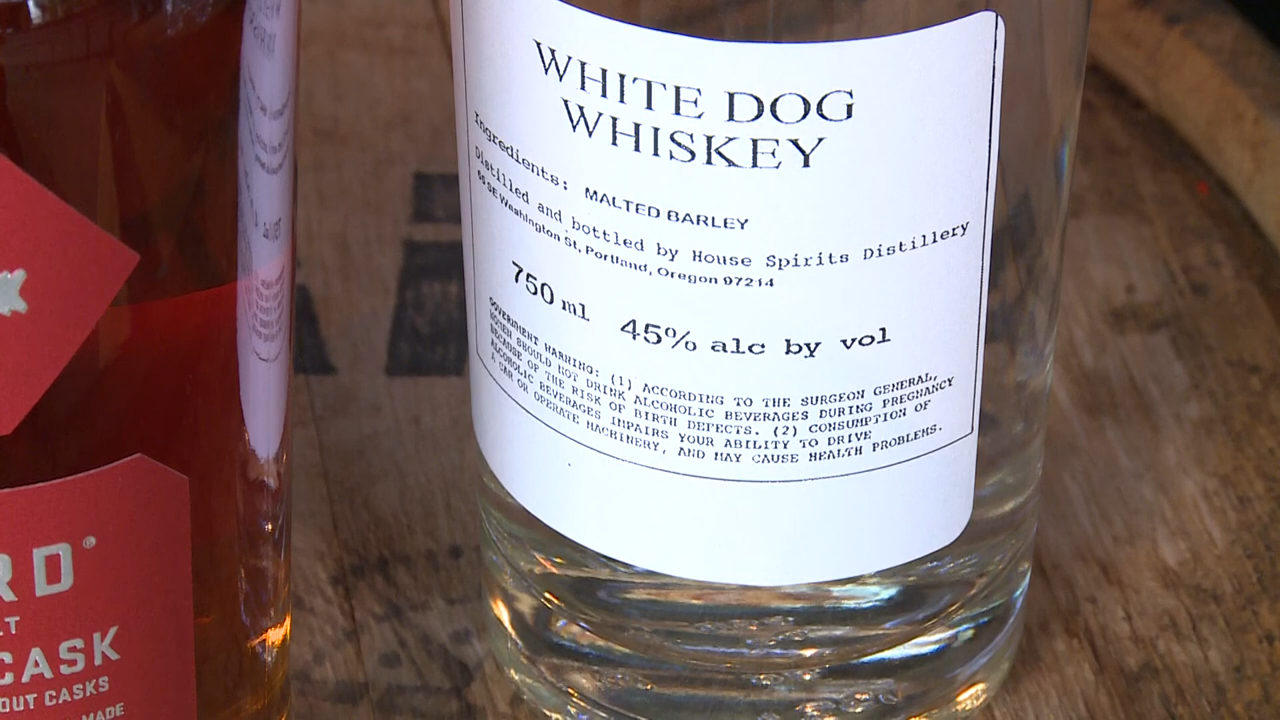 WHITE DOG
WHISKEY
Ingredients: MALTED BARLEY
Distilled and bottled by House Spirits Distillery
65 SE Washington St, Portland, Oregon 97214
750 ml 45% alc by vol
GOVERNMENT WARNING: (1) ACCORDING TO THE SURGEON GENERAL,
WOMEN SHOULD NOT DRINK ALCOHOLIC BEVERAGES DURING PREGNANCY
BECAUSE OF THE RISK OF BIRTH DEFECTS. (2) CONSUMPTION OF
ALCOHOLIC BEVERAGES IMPAIRS YOUR ABILITY TO DRIVE
A CAR OR OPERATE MACHINERY, AND MAY CAUSE HEALTH PROBLEMS.
RD®
LT
CASK
OUT CASKS
MADE